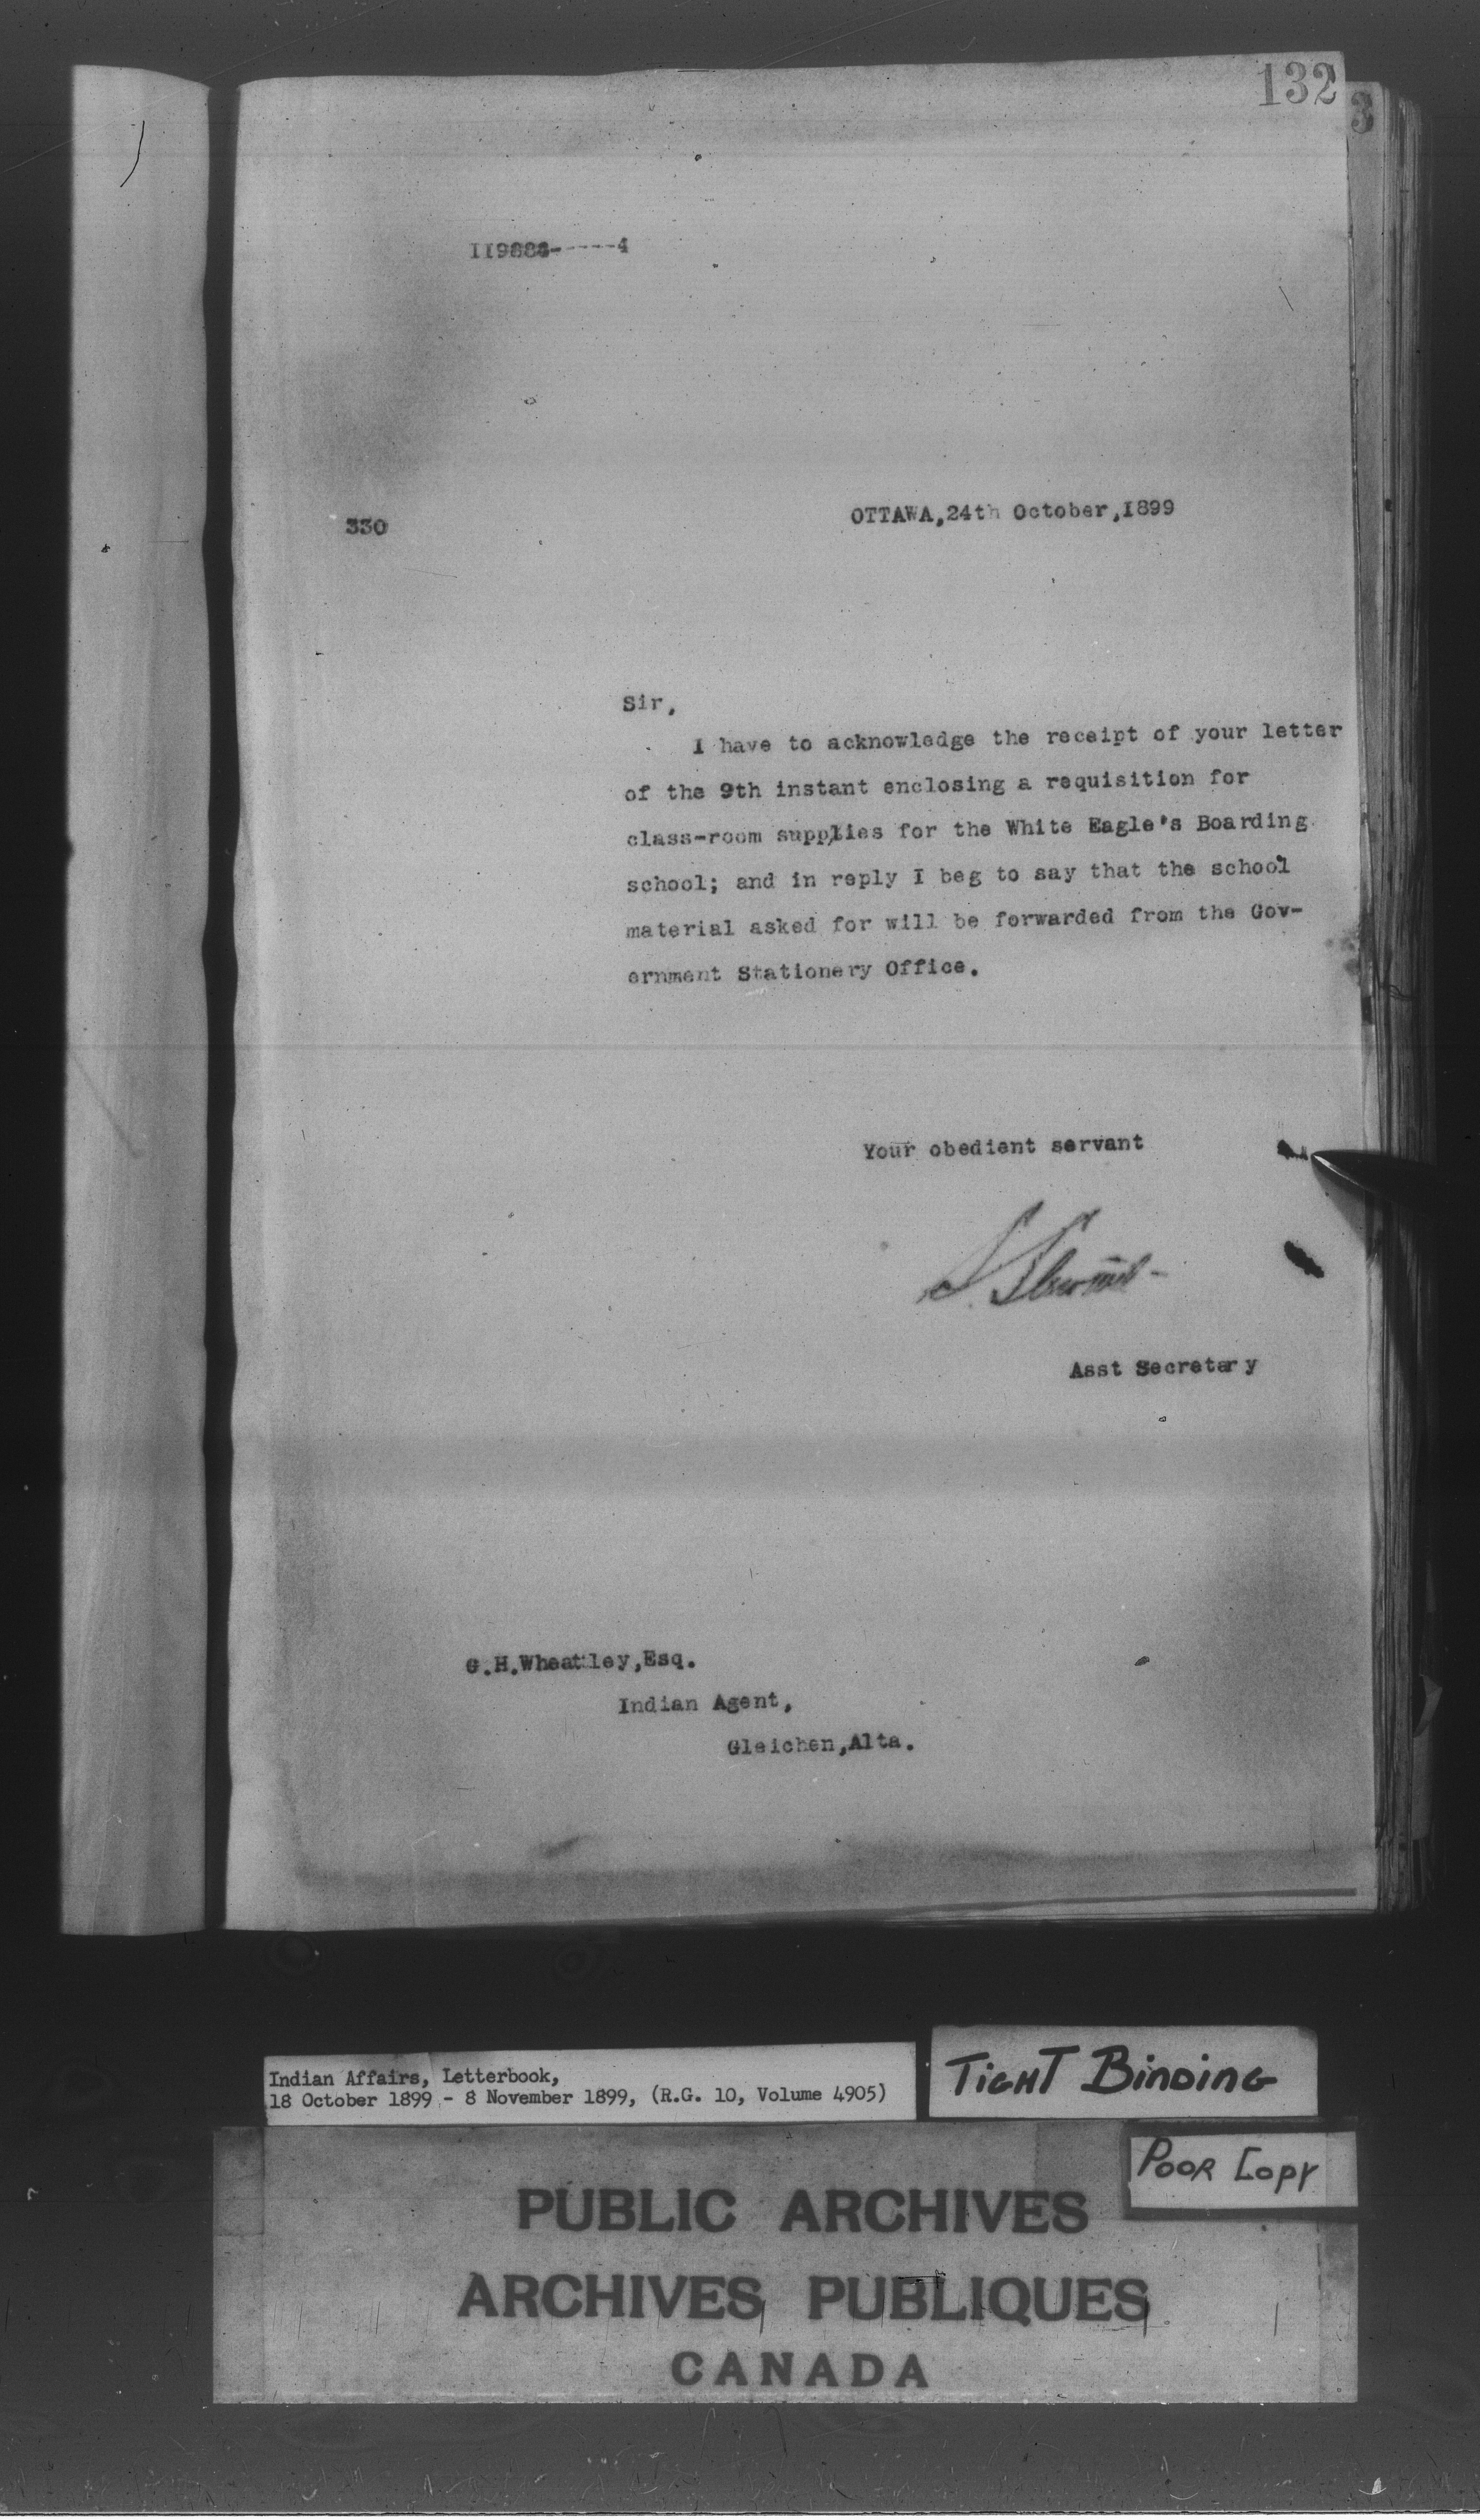 132
3
119884-----4
330
OTTAWA,24th October,1899
Sir,
I have to acknowledge the receipt of your letter
of the 9th instant enclosing a requisition for
class-room supplies for the White Eagle's Boarding
school; and in reply I beg to say that the school
material asked for will be forwarded from the Gov-
ernment Stationery Office.
Your obedient servant
Asst Secretary
G.H.Wheatley,Esq.
Indian Agent,
Gleichen,Alta.
Indian Affairs, Letterbook,
18 October 1899 - 8 November 1899, (R.G. 10, Volume 4905)
TIGHT BINDING
POOR COPY
PUBLIC ARCHIVES
ARCHIVES PUBLIQUES
CANADA